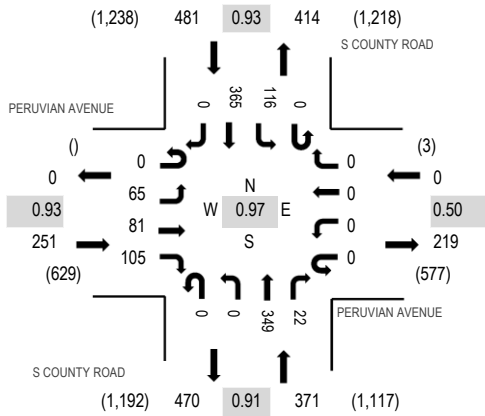 (1,238) 481 0.93 414 (1,218)
S COUNTY ROAD
0 365 116 0
PERUVIAN AVENUE
() 0 0 (3)
0 65 N 0 0
0.93 81 W 0.97 E 0 0.50
251 105 S 0 219
(629) (577)
0 0 349 22
PERUVIAN AVENUE
S COUNTY ROAD
(1,192) 470 0.91 371 (1,117)